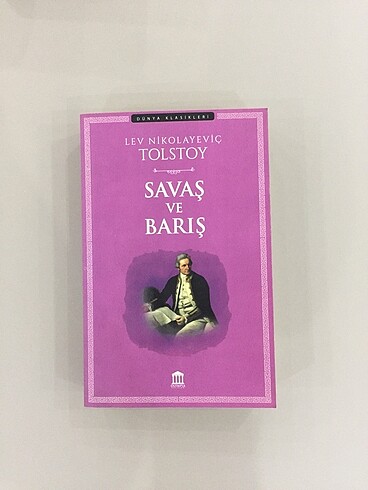 DÜNYA KLASİKLERİ
LEV NİKOLAYEVİÇ
TOLSTOY
SAVAŞ
VE
BARIŞ